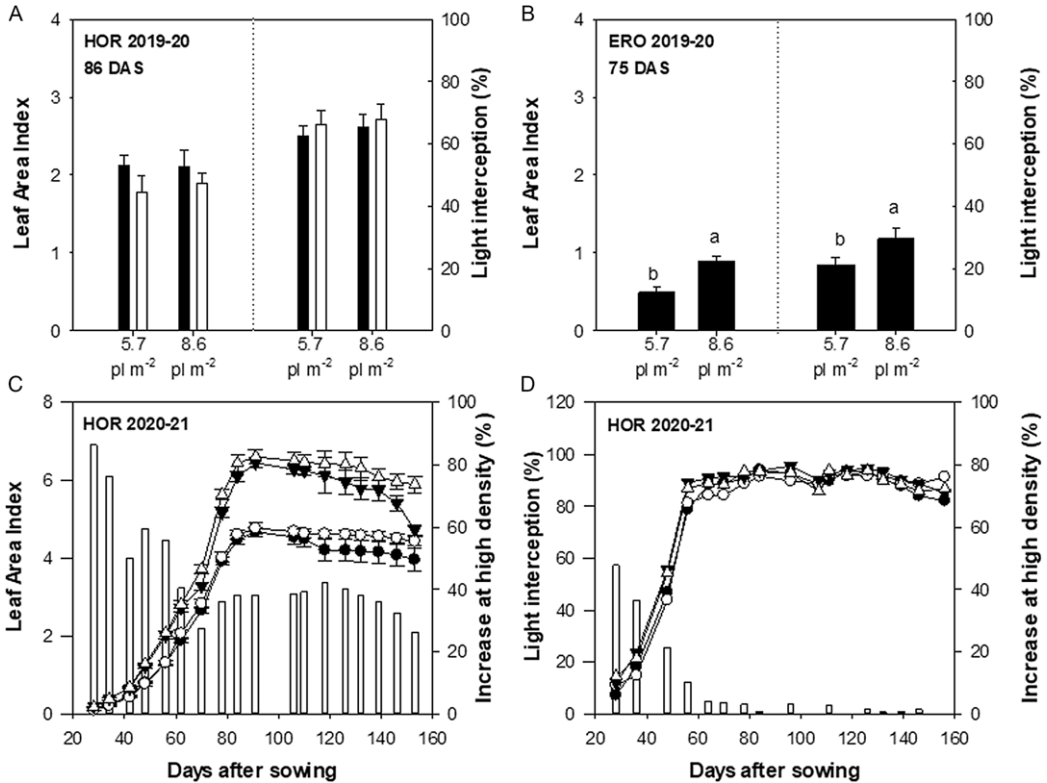 A
HOR 2019-20
86 DAS
Leaf Area Index
4
3
2
1
0
Light interception (%)
100
80
60
40
20
0
5.7
pl m-2
8.6
pl m-2
5.7
pl m-2
8.6
pl m-2
B
ERO 2019-20
75 DAS
Leaf Area Index
4
3
2
1
0
Light interception (%)
100
80
60
40
20
0
b
a
b
a
5.7
pl m-2
8.6
pl m-2
5.7
pl m-2
8.6
pl m-2
C
HOR 2020-21
Leaf Area Index
8
6
4
2
0
Increase at high density (%)
100
80
60
40
20
0
20 40 60 80 100 120 140 160
Days after sowing
D
HOR 2020-21
Light interception (%)
120
100
80
60
40
20
0
Increase at high density (%)
100
80
60
40
20
0
20 40 60 80 100 120 140 160
Days after sowing